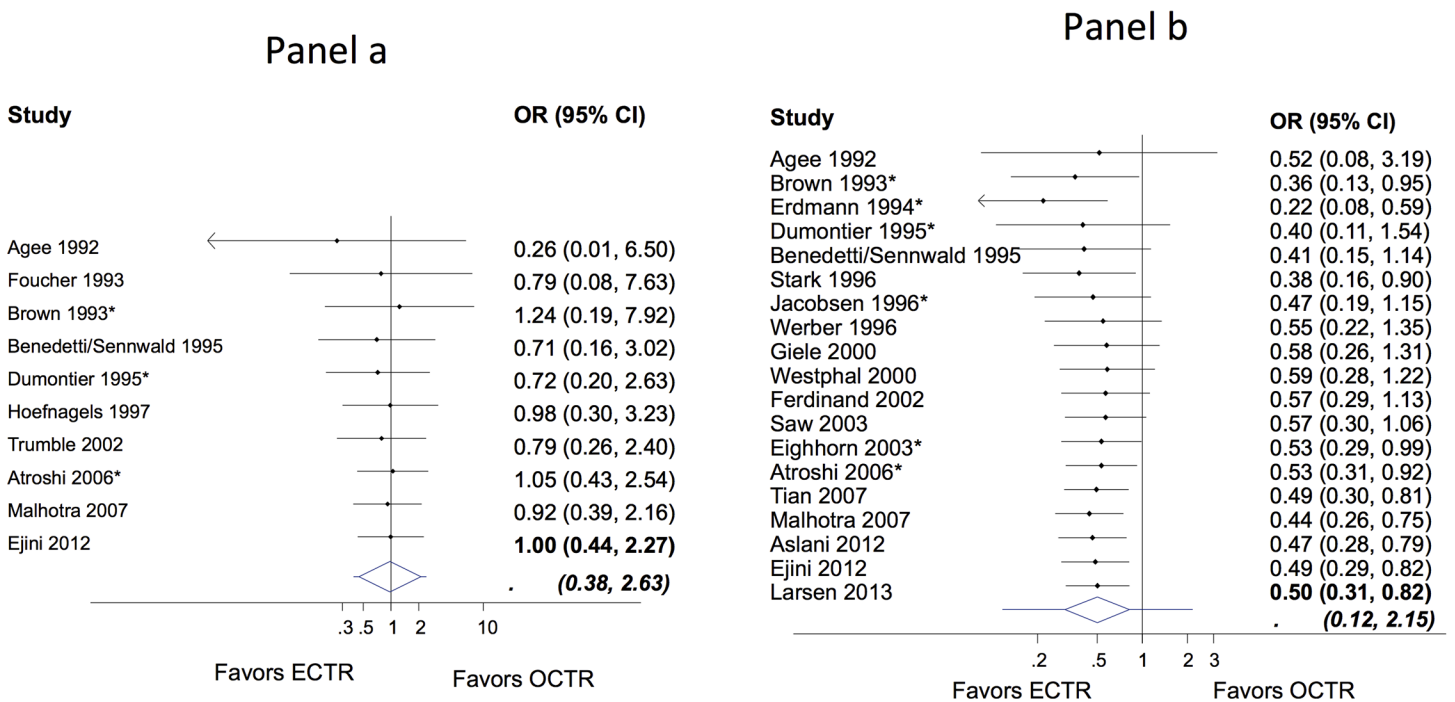 Panel a
Study OR (95% CI)
Agee 1992 0.26 (0.01, 6.50)
Foucher 1993 0.79 (0.08, 7.63)
Brown 1993* 1.24 (0.19, 7.92)
Benedetti/Sennwald 1995 0.71 (0.16, 3.02)
Dumontier 1995* 0.72 (0.20, 2.63)
Hoefnagels 1997 0.98 (0.30, 3.23)
Trumble 2002 0.79 (0.26, 2.40)
Atroshi 2006* 1.05 (0.43, 2.54)
Malhotra 2007 0.92 (0.39, 2.16)
Ejini 2012 1.00 (0.44, 2.27)
. (0.38, 2.63)
.3 .5 1 2 10
Favors ECTR Favors OCTR
Panel b
Study OR (95% CI)
Agee 1992 0.52 (0.08, 3.19)
Brown 1993* 0.36 (0.13, 0.95)
Erdmann 1994* 0.22 (0.08, 0.59)
Dumontier 1995* 0.40 (0.11, 1.54)
Benedetti/Sennwald 1995 0.41 (0.15, 1.14)
Stark 1996 0.38 (0.16, 0.90)
Jacobsen 1996* 0.47 (0.19, 1.15)
Werber 1996 0.55 (0.22, 1.35)
Giele 2000 0.58 (0.26, 1.31)
Westphal 2000 0.59 (0.28, 1.22)
Ferdinand 2002 0.57 (0.29, 1.13)
Saw 2003 0.57 (0.30, 1.06)
Eighhorn 2003* 0.53 (0.29, 0.99)
Atroshi 2006* 0.53 (0.31, 0.92)
Tian 2007 0.49 (0.30, 0.81)
Malhotra 2007 0.44 (0.26, 0.75)
Aslani 2012 0.47 (0.28, 0.79)
Ejini 2012 0.49 (0.29, 0.82)
Larsen 2013 0.50 (0.31, 0.82)
. (0.12, 2.15)
.2 .5 1 2 3
Favors ECTR Favors OCTR